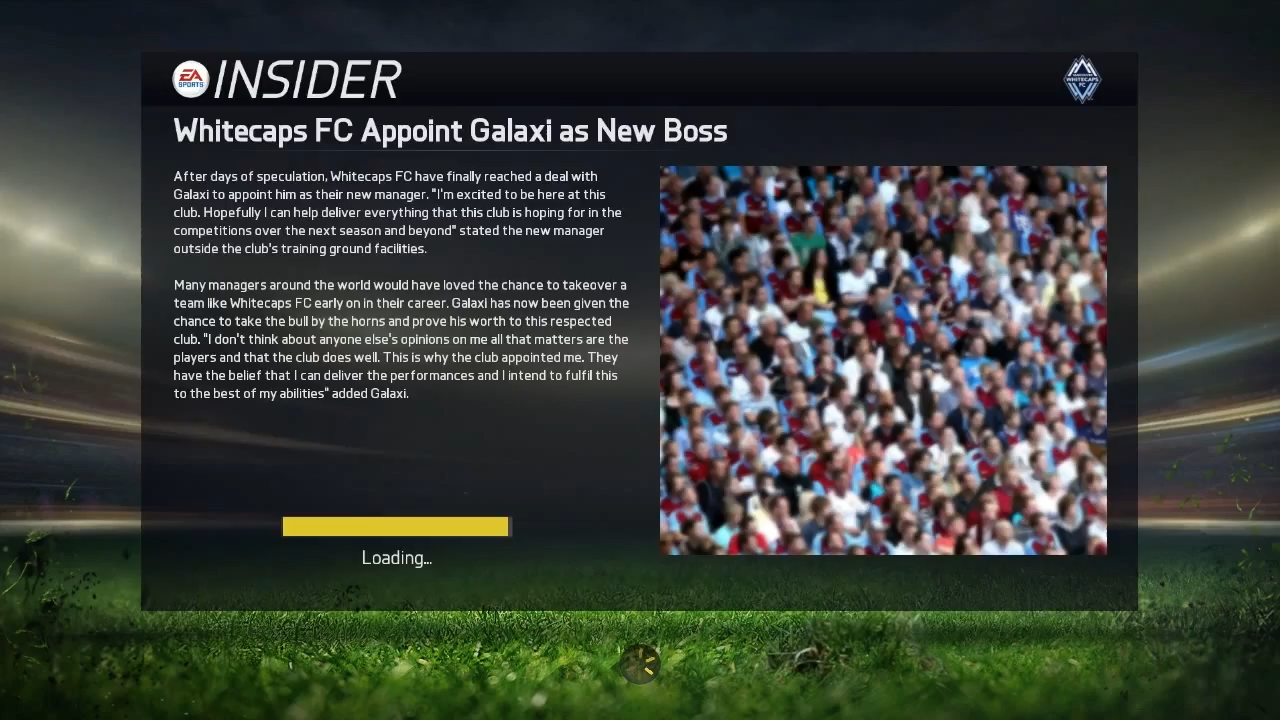 EA
SPORTS
INSIDER
VANCOUVER
WHITECAPS
FC
Whitecaps FC Appoint Galaxi as New Boss
After days of speculation, Whitecaps FC have finally reached a deal with
Galaxi to appoint him as their new manager. "I'm excited to be here at this
club. Hopefully I can help deliver everything that this club is hoping for in the
competitions over the next season and beyond" stated the new manager
outside the club's training ground facilities.
Many managers around the world would have loved the chance to takeover a
team like Whitecaps FC early on in their career. Galaxi has now been given the
chance to take the bull by the horns and prove his worth to this respected
club. "I don't think about anyone else's opinions on me all that matters are the
players and that the club does well. This is why the club appointed me. They
have the belief that I can deliver the performances and I intend to fulfil this
to the best of my abilities" added Galaxi.
Loading...